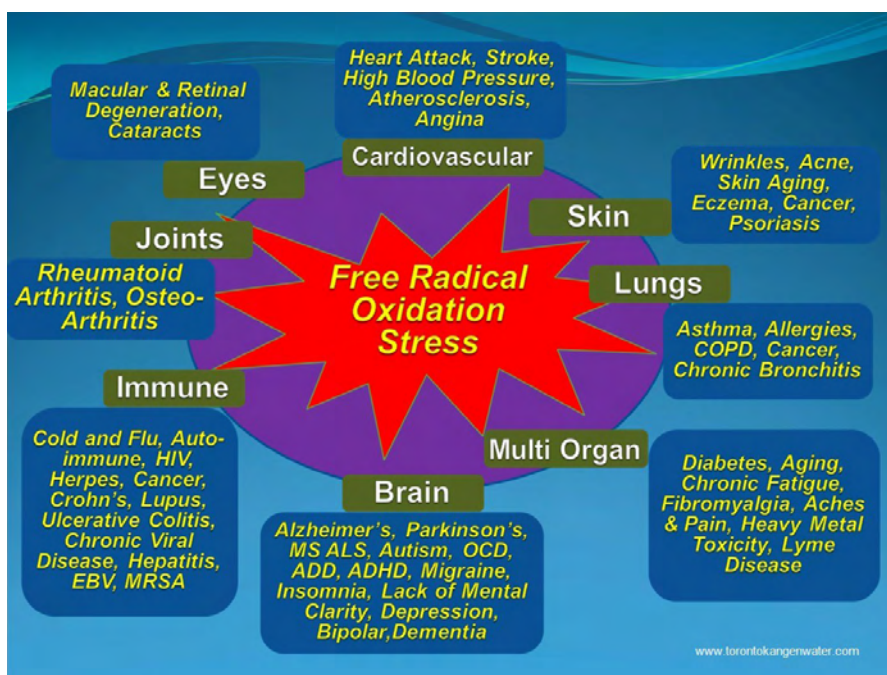 Heart Attack, Stroke,
High Blood Pressure,
Atherosclerosis,
Angina
Cardiovascular
Macular & Retinal
Degeneration,
Cataracts
Eyes
Wrinkles, Acne,
Skin Aging,
Eczema, Cancer,
Psoriasis
Skin
Joints
Rheumatoid
Arthritis, Osteo-
Arthritis
Free Radical
Oxidation
Stress
Lungs
Asthma, Allergies,
COPD, Cancer,
Chronic Bronchitis
Immune
Cold and Flu, Auto-
immune, HIV,
Herpes, Cancer,
Crohn's, Lupus,
Ulcerative Colitis,
Chronic Viral
Disease, Hepatitis,
EBV, MRSA
Multi Organ
Diabetes, Aging,
Chronic Fatigue,
Fibromyalgia, Aches
& Pain, Heavy Metal
Toxicity, Lyme
Disease
Brain
Alzheimer's, Parkinson's,
MS ALS, Autism, OCD,
ADD, ADHD, Migraine,
Insomnia, Lack of Mental
Clarity, Depression,
Bipolar,Dementia
www.torontokangenwater.com